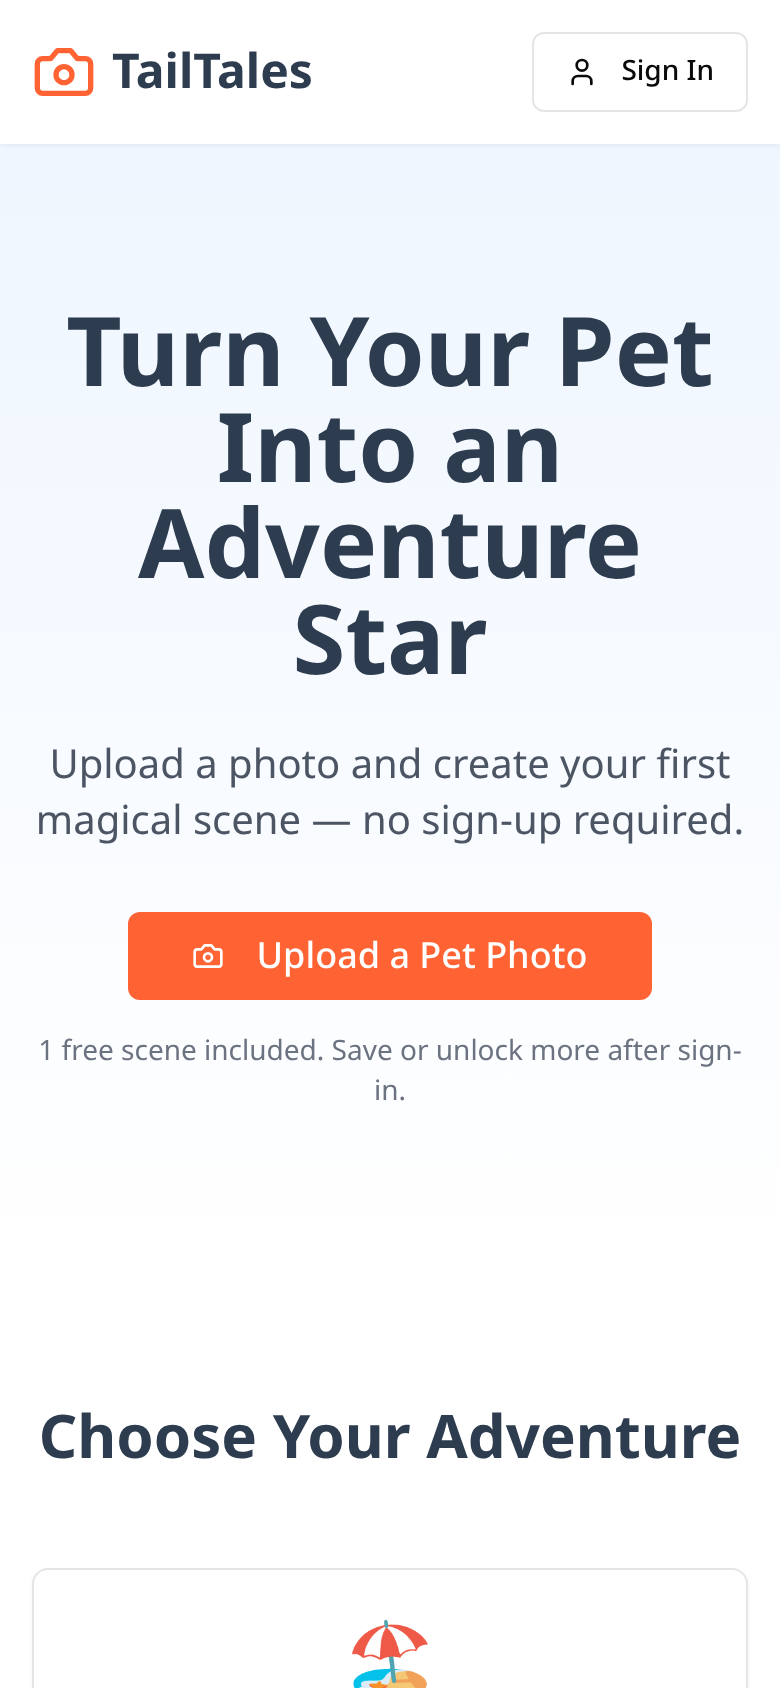 TailTales
Sign In
Turn Your Pet
Into an
Adventure
Star
Upload a photo and create your first
magical scene — no sign-up required.
Upload a Pet Photo
1 free scene included. Save or unlock more after sign-
in.
Choose Your Adventure